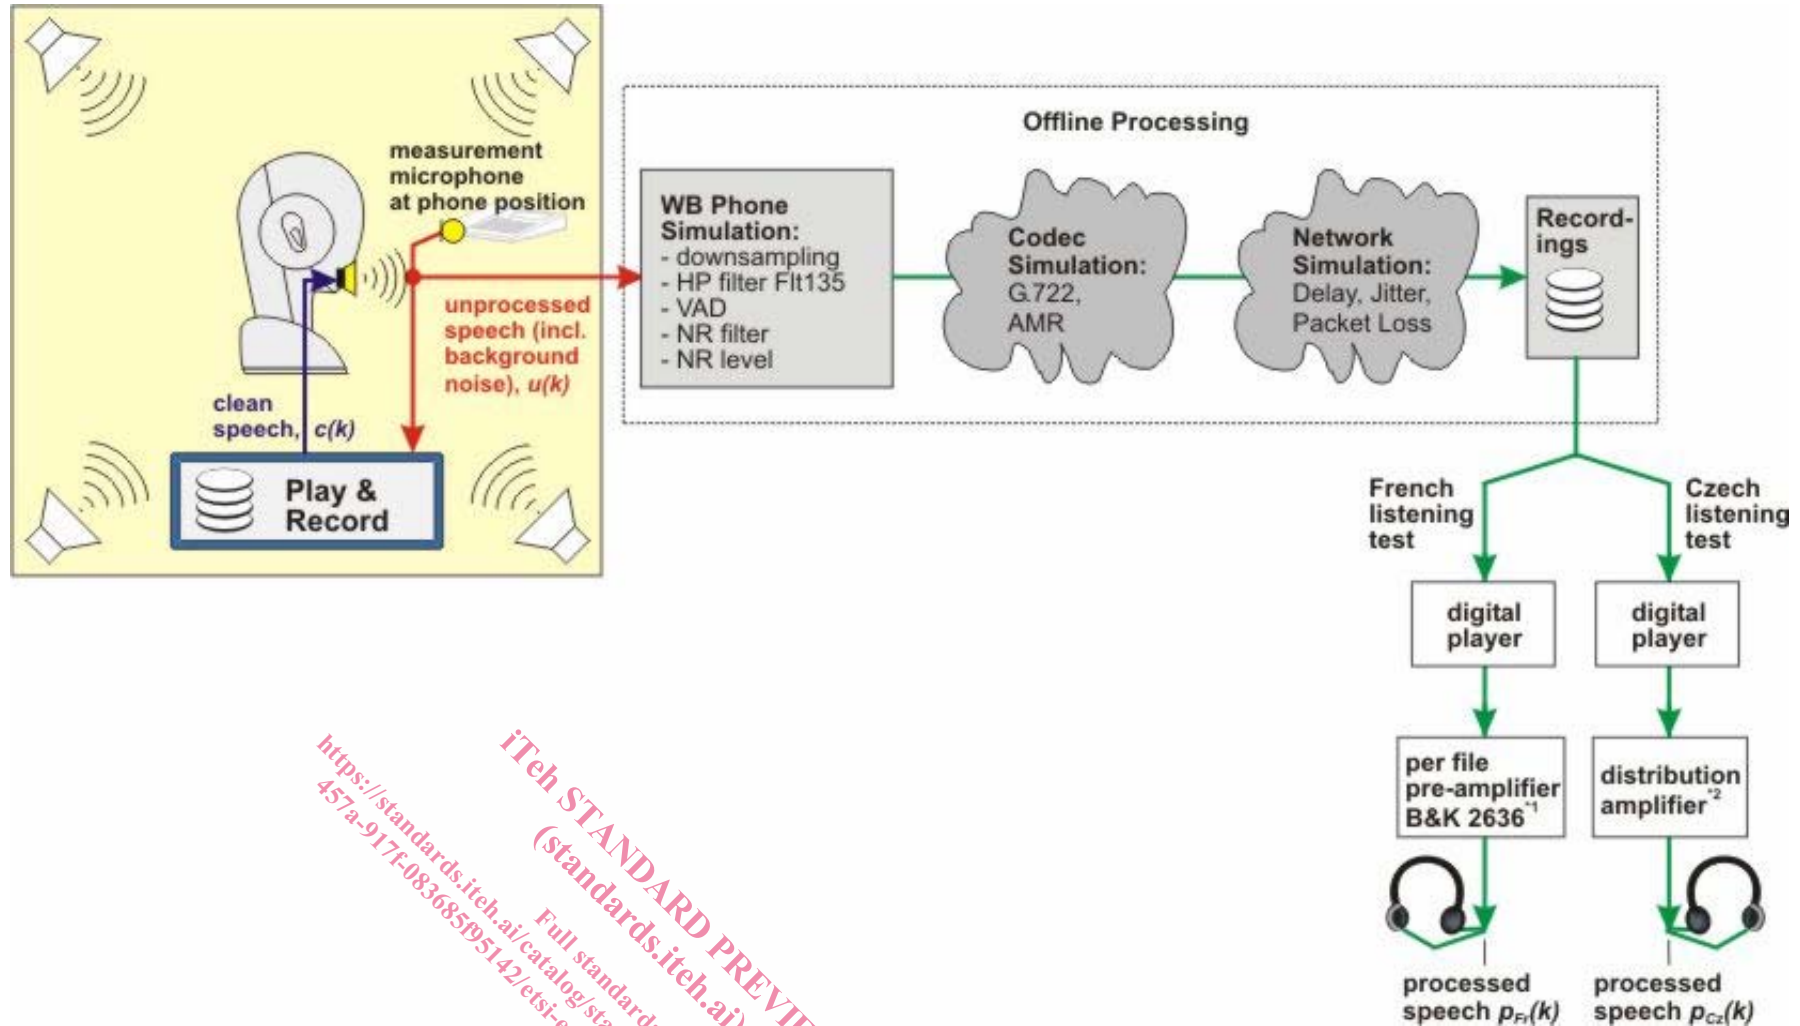 measurement
microphone
at phone position
unprocessed
speech (incl.
background
noise), u(k)
clean
speech, c(k)
Play &
Record
Offline Processing
WB Phone
Simulation:
- downsampling
- HP filter Flt135
- VAD
- NR filter
- NR level
Codec
Simulation:
G.722,
AMR
Network
Simulation:
Delay, Jitter,
Packet Loss
Record-
ings
French
listening
test
Czech
listening
test
digital
player
digital
player
per file
pre-amplifier
B&K 2636*1
distribution
amplifier*2
processed
speech pFr(k)
processed
speech pCz(k)
iTeh STANDARD PREVIE
(standards.iteh.ai)
Full standard
https://standards.iteh.ai/catalog/sta
457a-917f-083685f95142/etsi-e